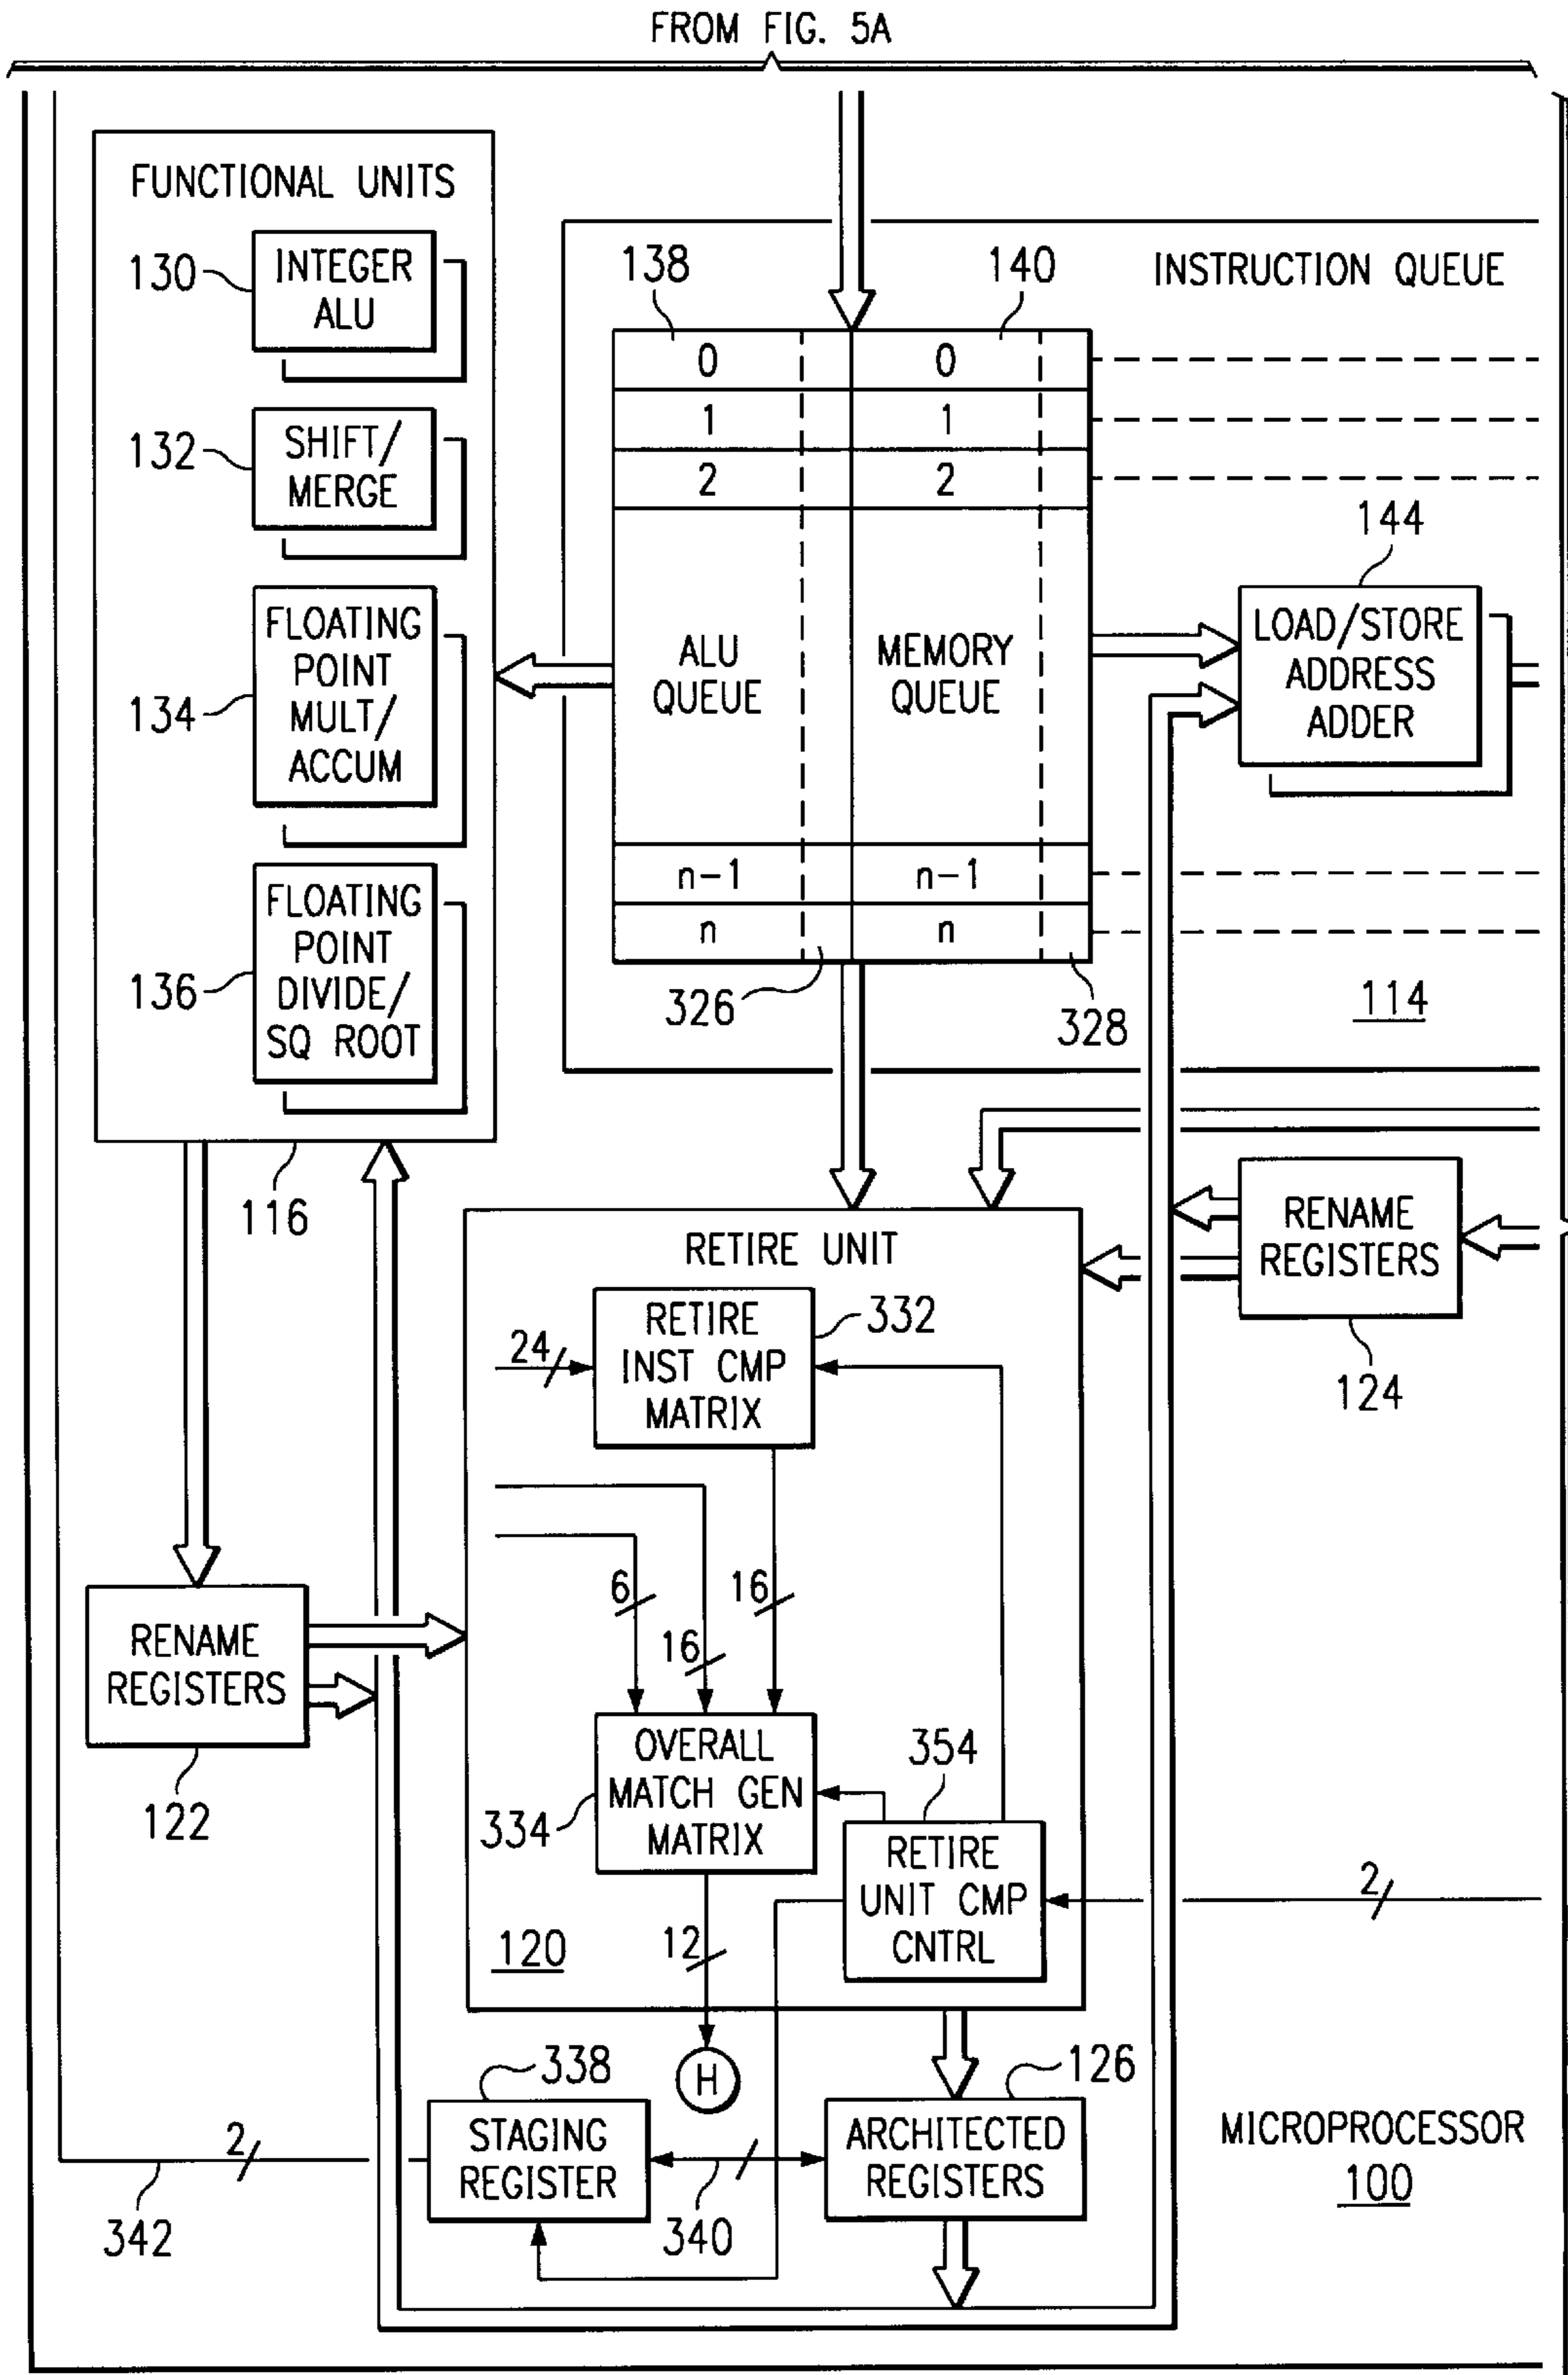 FROM FIG. 5A
FUNCTIONAL UNITS
130
INTEGER
ALU
132
SHIFT/
MERGE
134
FLOATING
POINT
MULT/
ACCUM
136
FLOATING
POINT
DIVIDE/
SQ ROOT
116
INSTRUCTION QUEUE
138
140
0 0
1 1
2 2
ALU
QUEUE
MEMORY
QUEUE
n-1 n-1
n n
326
328
144
LOAD/STORE
ADDRESS
ADDER
114
RENAME
REGISTERS
124
RETIRE UNIT
24
RETIRE
INST CMP
MATRIX
332
6
16
16
RENAME
REGISTERS
122
OVERALL
MATCH GEN
MATRIX
334
354
RETIRE
UNIT CMP
CNTRL
2
120
12
H
338
STAGING
REGISTER
126
ARCHITECTED
REGISTERS
2
342
340
MICROPROCESSOR
100